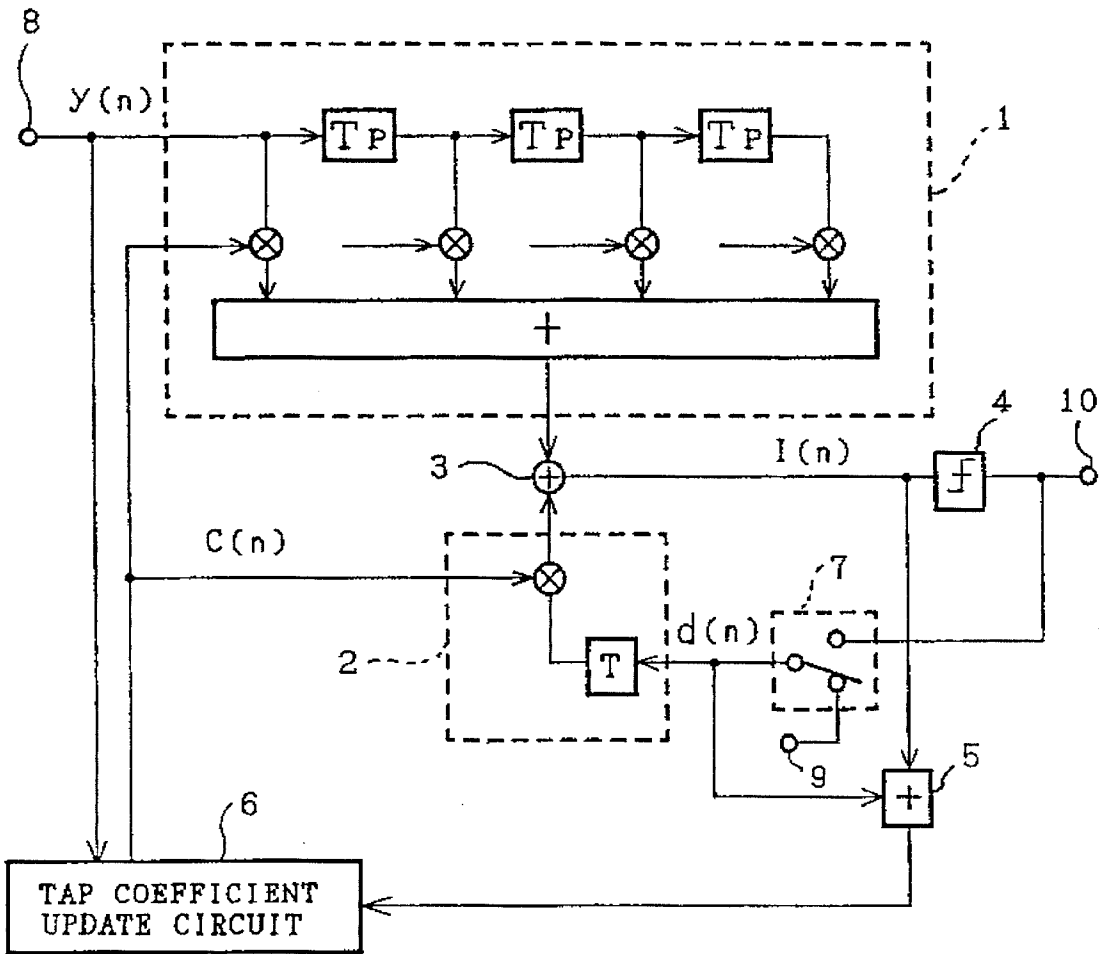 8
y(n)
TP TP TP
1
+
3
+
I(n)
4
10
C(n)
2
T
d(n)
7
9
5
+
6
TAP COEFFICIENT
UPDATE CIRCUIT